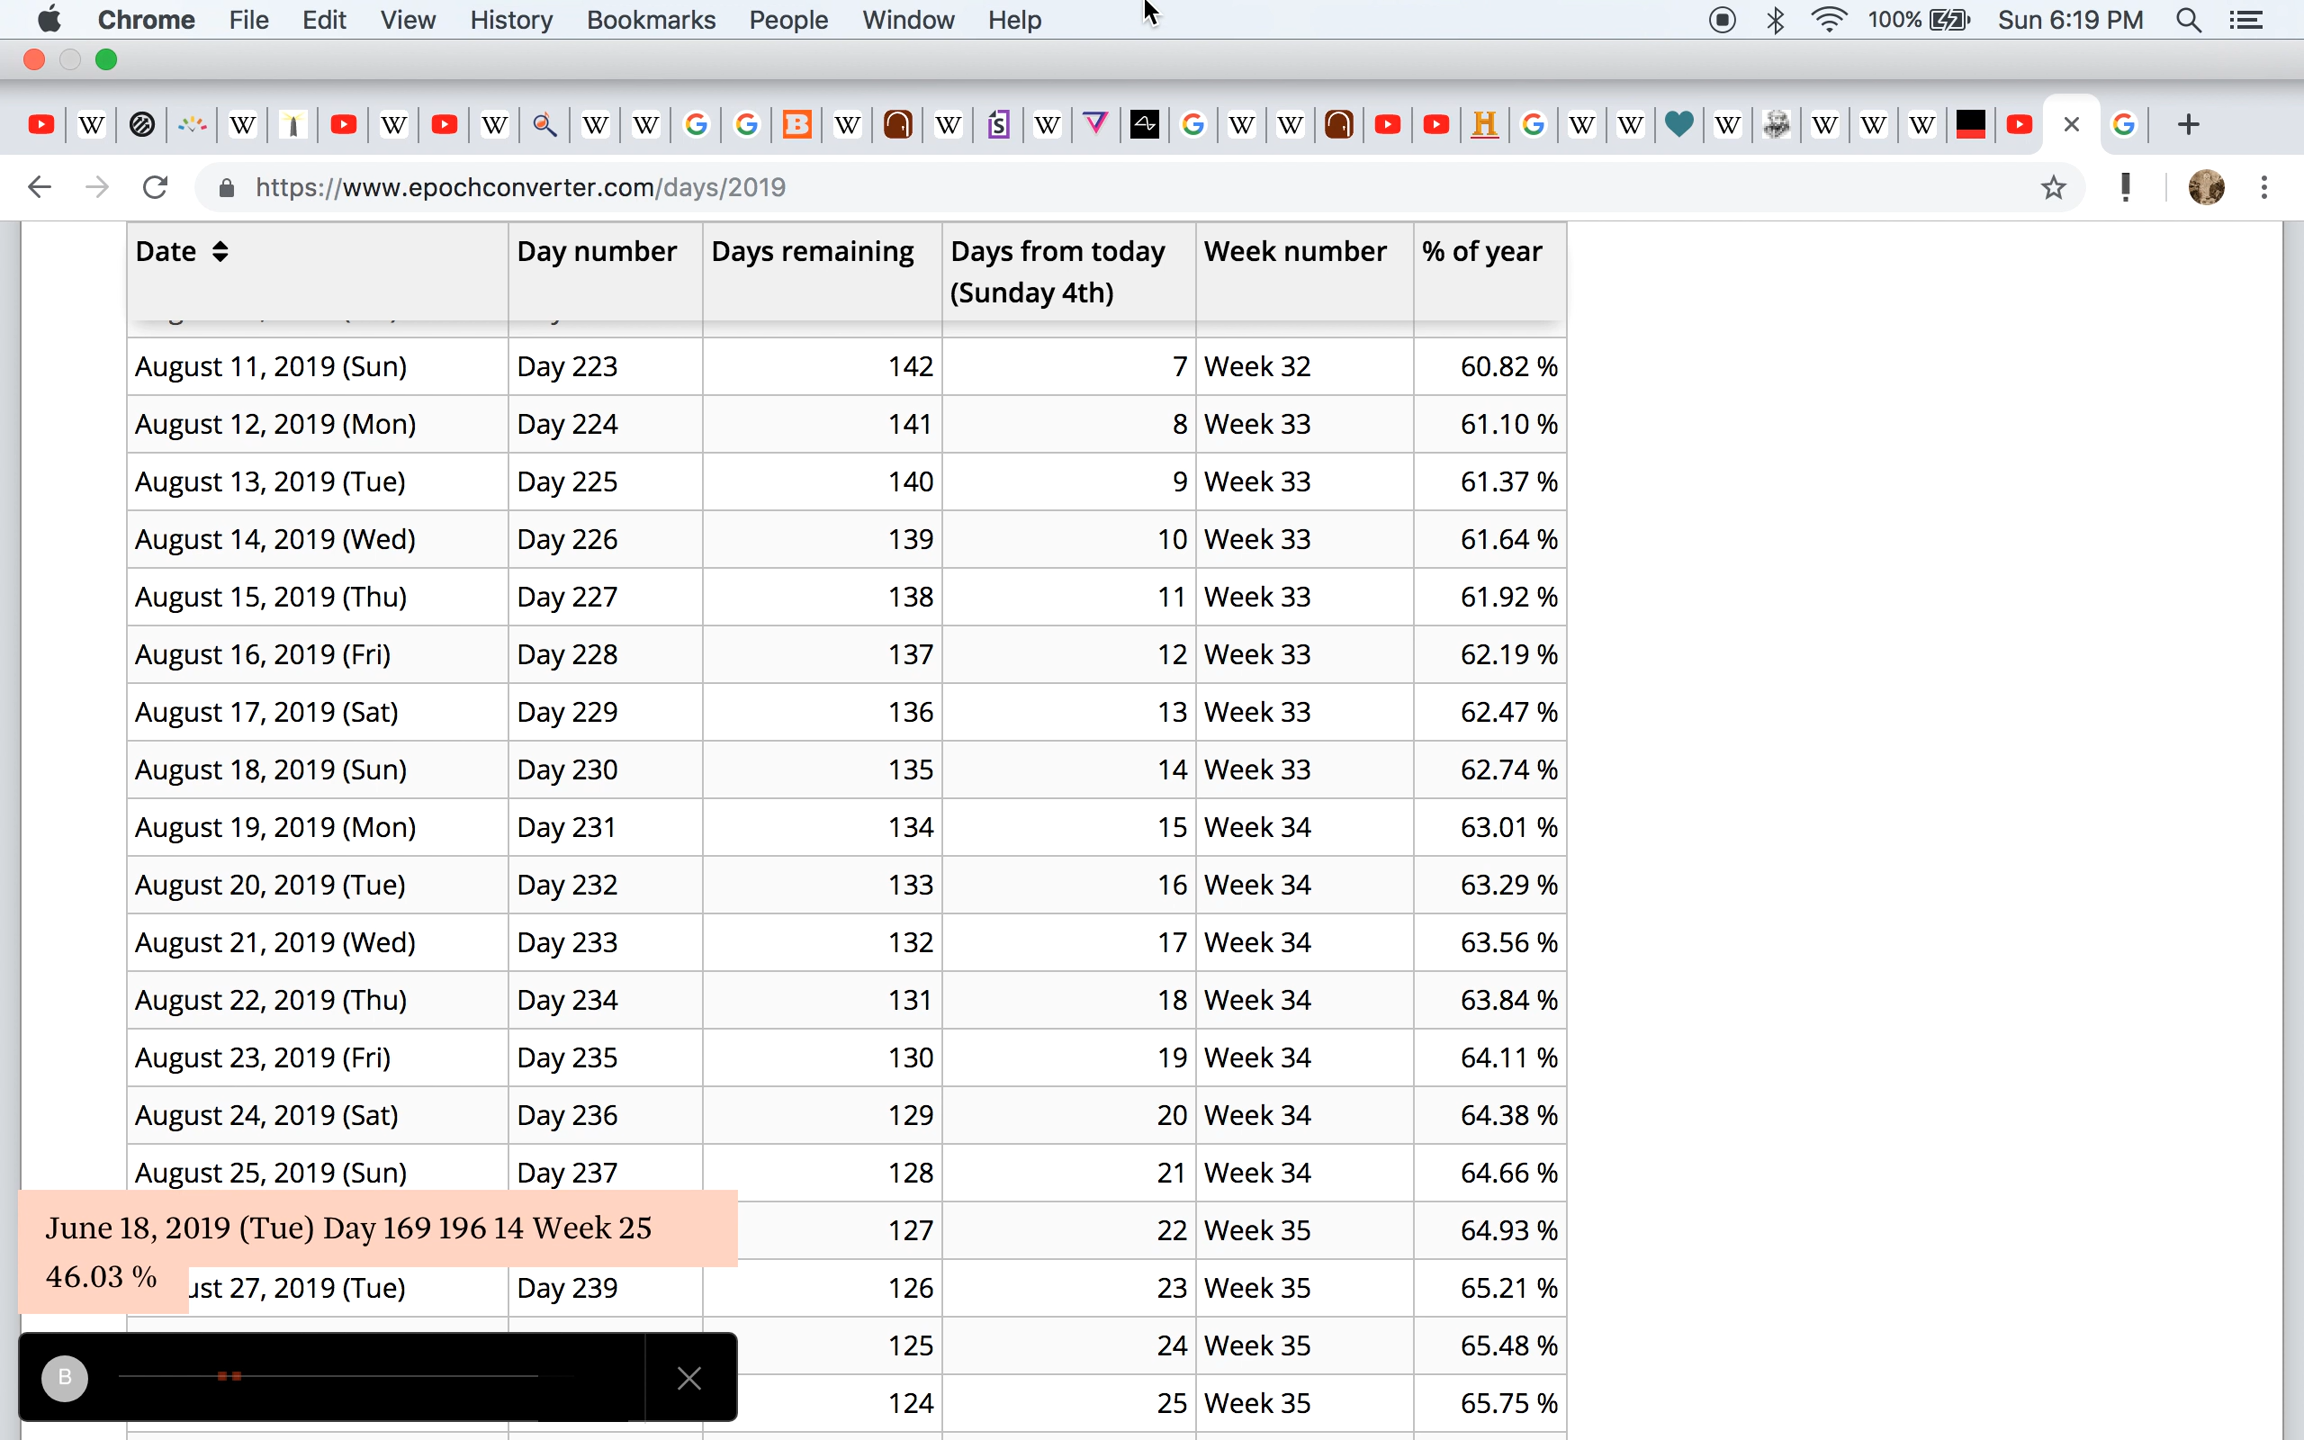 Chrome File Edit View History Bookmarks People Window Help 100% Sun 6:19 PM
https://www.epochconverter.com/days/2019
Date Day number Days remaining Days from today (Sunday 4th) Week number % of year
August 11, 2019 (Sun) Day 223 142 7 Week 32 60.82 %
August 12, 2019 (Mon) Day 224 141 8 Week 33 61.10 %
August 13, 2019 (Tue) Day 225 140 9 Week 33 61.37 %
August 14, 2019 (Wed) Day 226 139 10 Week 33 61.64 %
August 15, 2019 (Thu) Day 227 138 11 Week 33 61.92 %
August 16, 2019 (Fri) Day 228 137 12 Week 33 62.19 %
August 17, 2019 (Sat) Day 229 136 13 Week 33 62.47 %
August 18, 2019 (Sun) Day 230 135 14 Week 33 62.74 %
August 19, 2019 (Mon) Day 231 134 15 Week 34 63.01 %
August 20, 2019 (Tue) Day 232 133 16 Week 34 63.29 %
August 21, 2019 (Wed) Day 233 132 17 Week 34 63.56 %
August 22, 2019 (Thu) Day 234 131 18 Week 34 63.84 %
August 23, 2019 (Fri) Day 235 130 19 Week 34 64.11 %
August 24, 2019 (Sat) Day 236 129 20 Week 34 64.38 %
August 25, 2019 (Sun) Day 237 128 21 Week 34 64.66 %
127 22 Week 35 64.93 %
June 18, 2019 (Tue) Day 169 196 14 Week 25
46.03 %
ust 27, 2019 (Tue) Day 239 126 23 Week 35 65.21 %
125 24 Week 35 65.48 %
B
124 25 Week 35 65.75 %